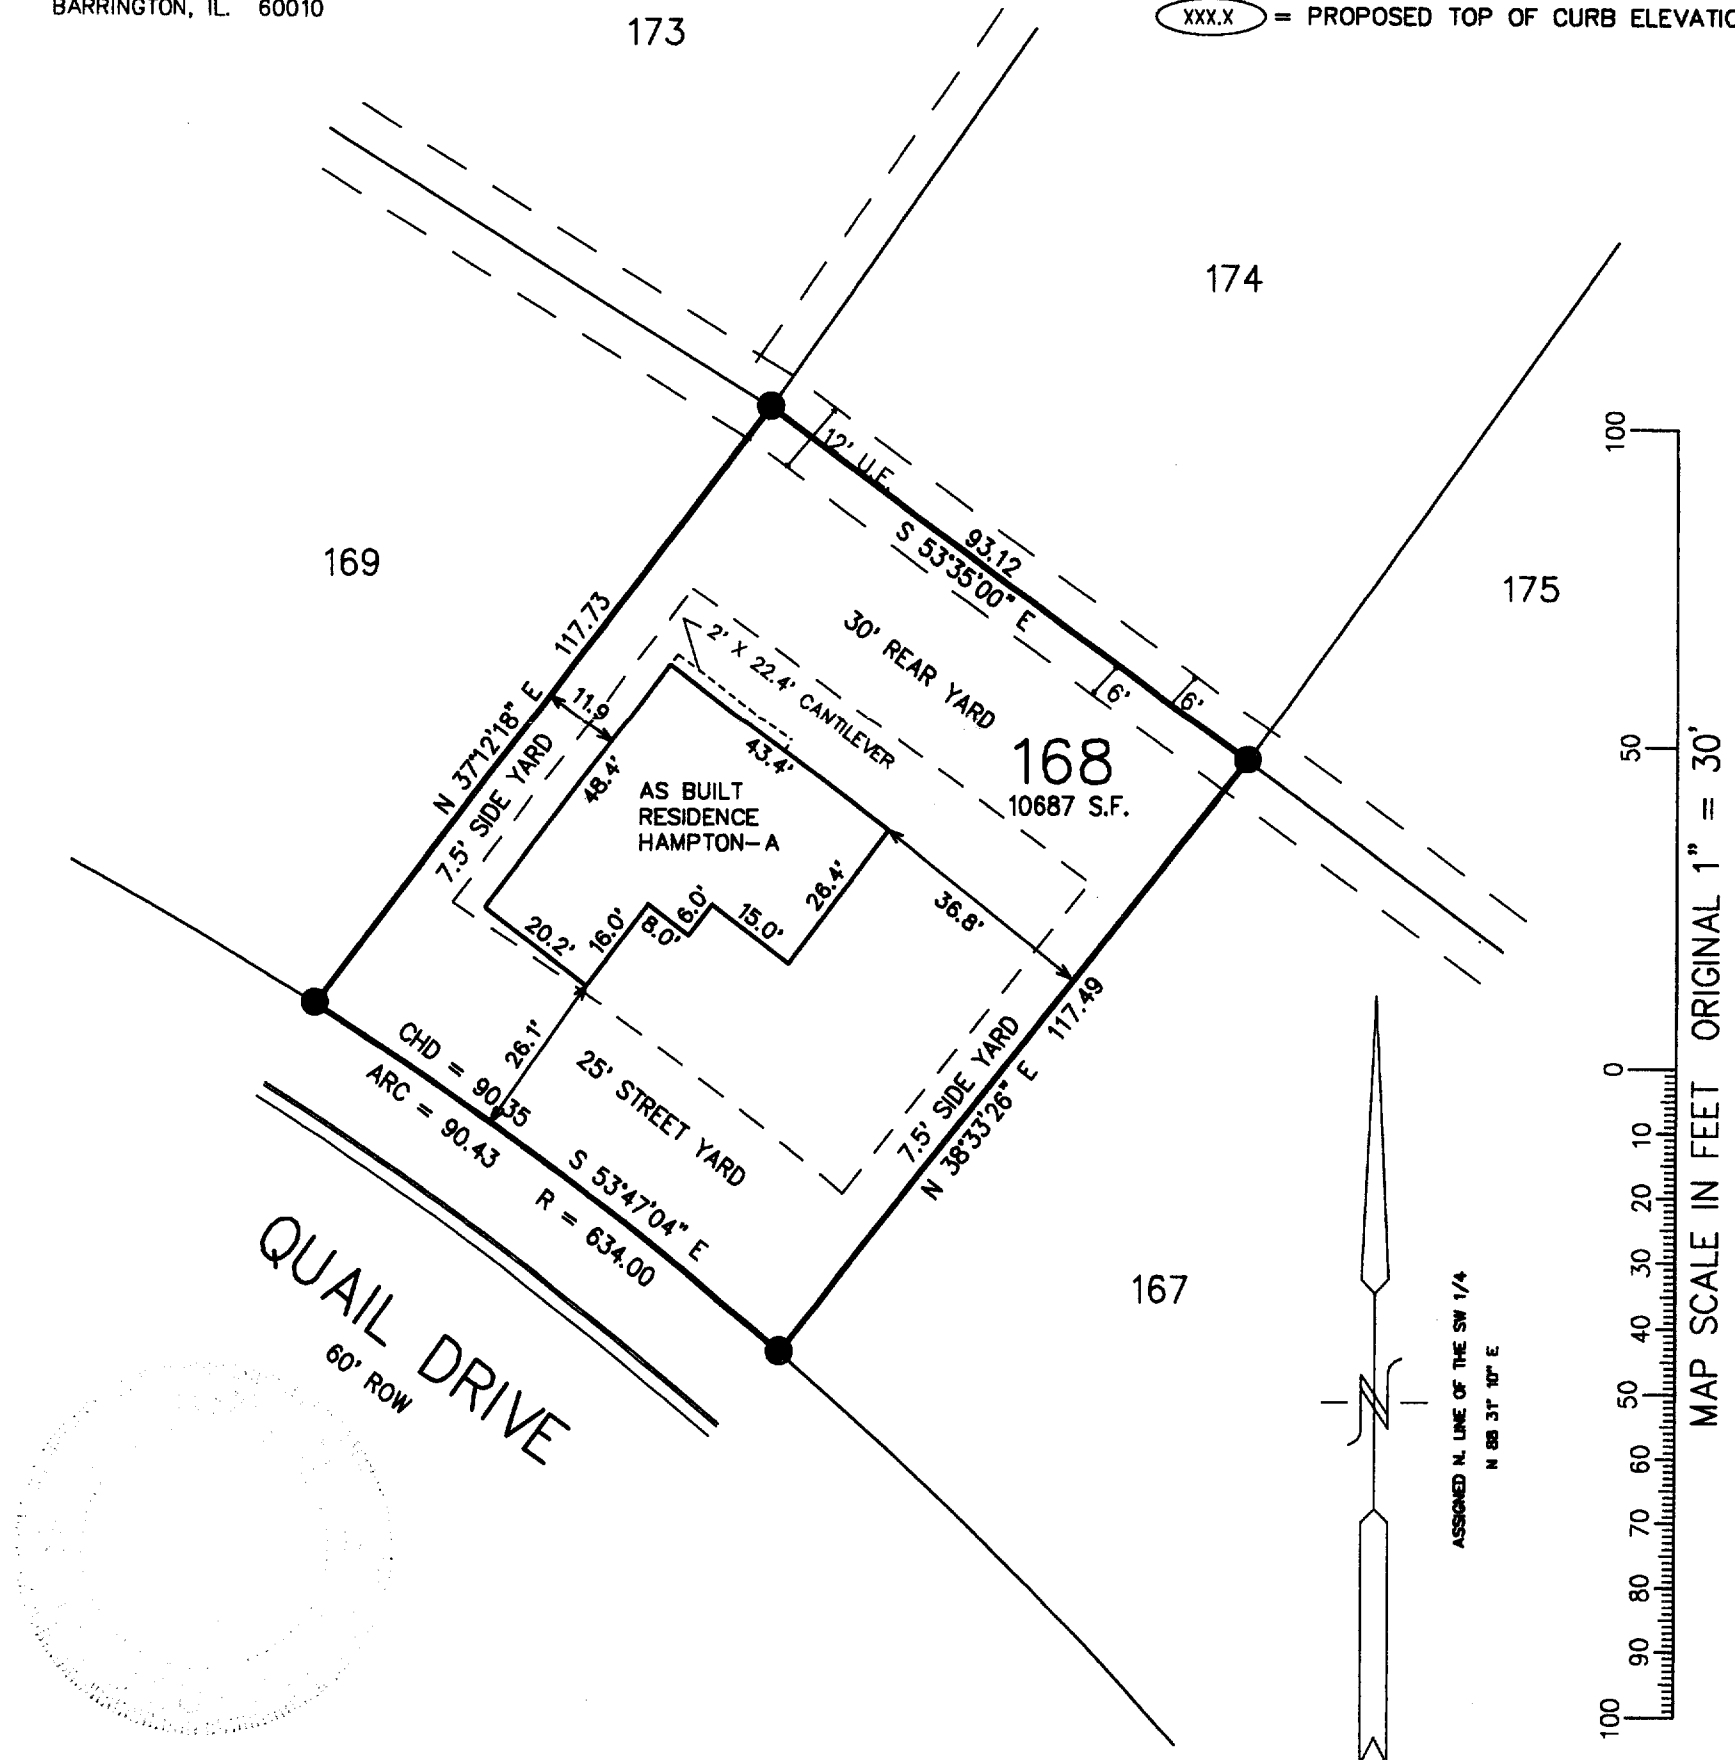 BARRINGTON, IL. 60010
XXX.X = PROPOSED TOP OF CURB ELEVATIO
173
174
12' U.E.
93.12
S 53°35'00" E
169
175
117.73
30' REAR YARD
2' X 22.4' CANTILEVER
11.9
6'
6'
N 37°12'18" E
7.5' SIDE YARD
43.4'
48.4'
168
10687 S.F.
AS BUILT
RESIDENCE
HAMPTON-A
26.4'
36.8'
20.2'
16.0'
8.0'
6.0'
15.0'
117.49
26.1'
CHD = 90.35
ARC = 90.43
25' STREET YARD
7.5' SIDE YARD
N 38°33'26" E
S 53°47'04" E
R = 634.00
QUAIL DRIVE
60' ROW
167
N
ASSIGNED N. LINE OF THE SW 1/4
N 88 31' 10" E
100
50
0
10
20
30
40
50
60
70
80
90
100
MAP SCALE IN FEET ORIGINAL 1" = 30'